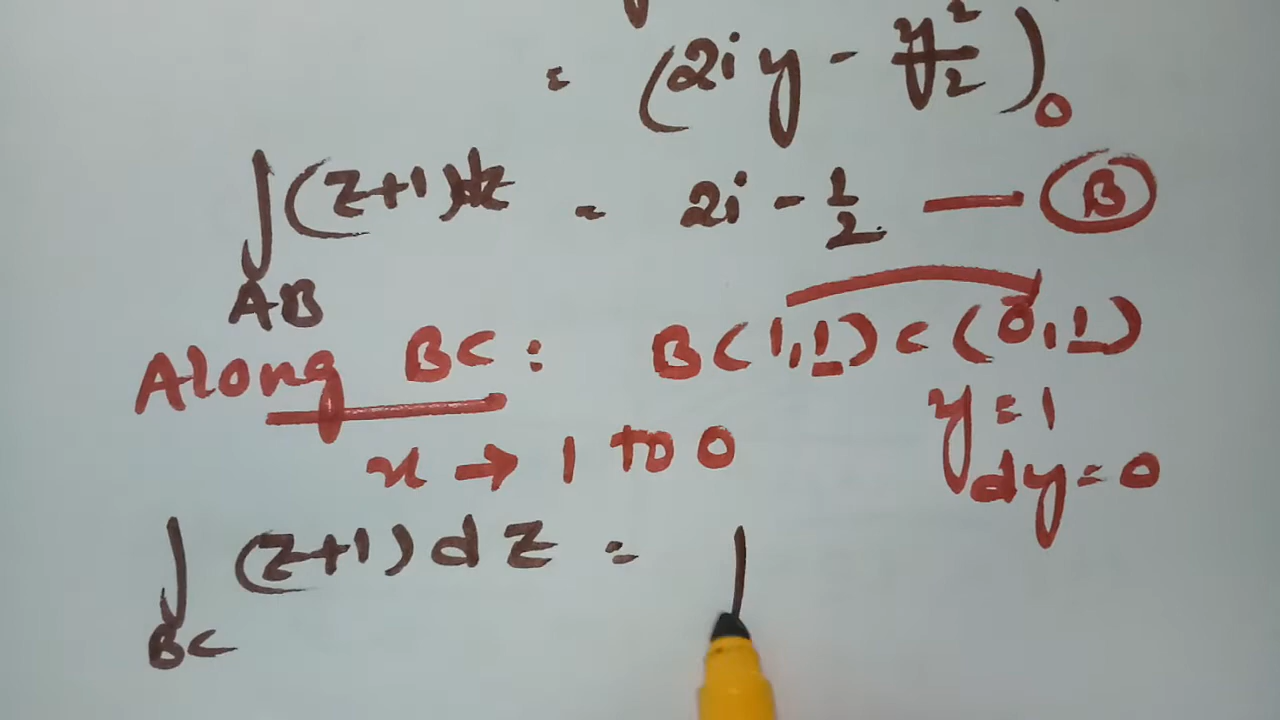 = (2iy - y²/2)₀
∫(z+1)dz = 2i - 1/2 — B
AB
Along BC: B(1,1) C(0,1)
y=1
x → 1 TO 0
dy=0
∫ (z+1)dz = ∫
BC